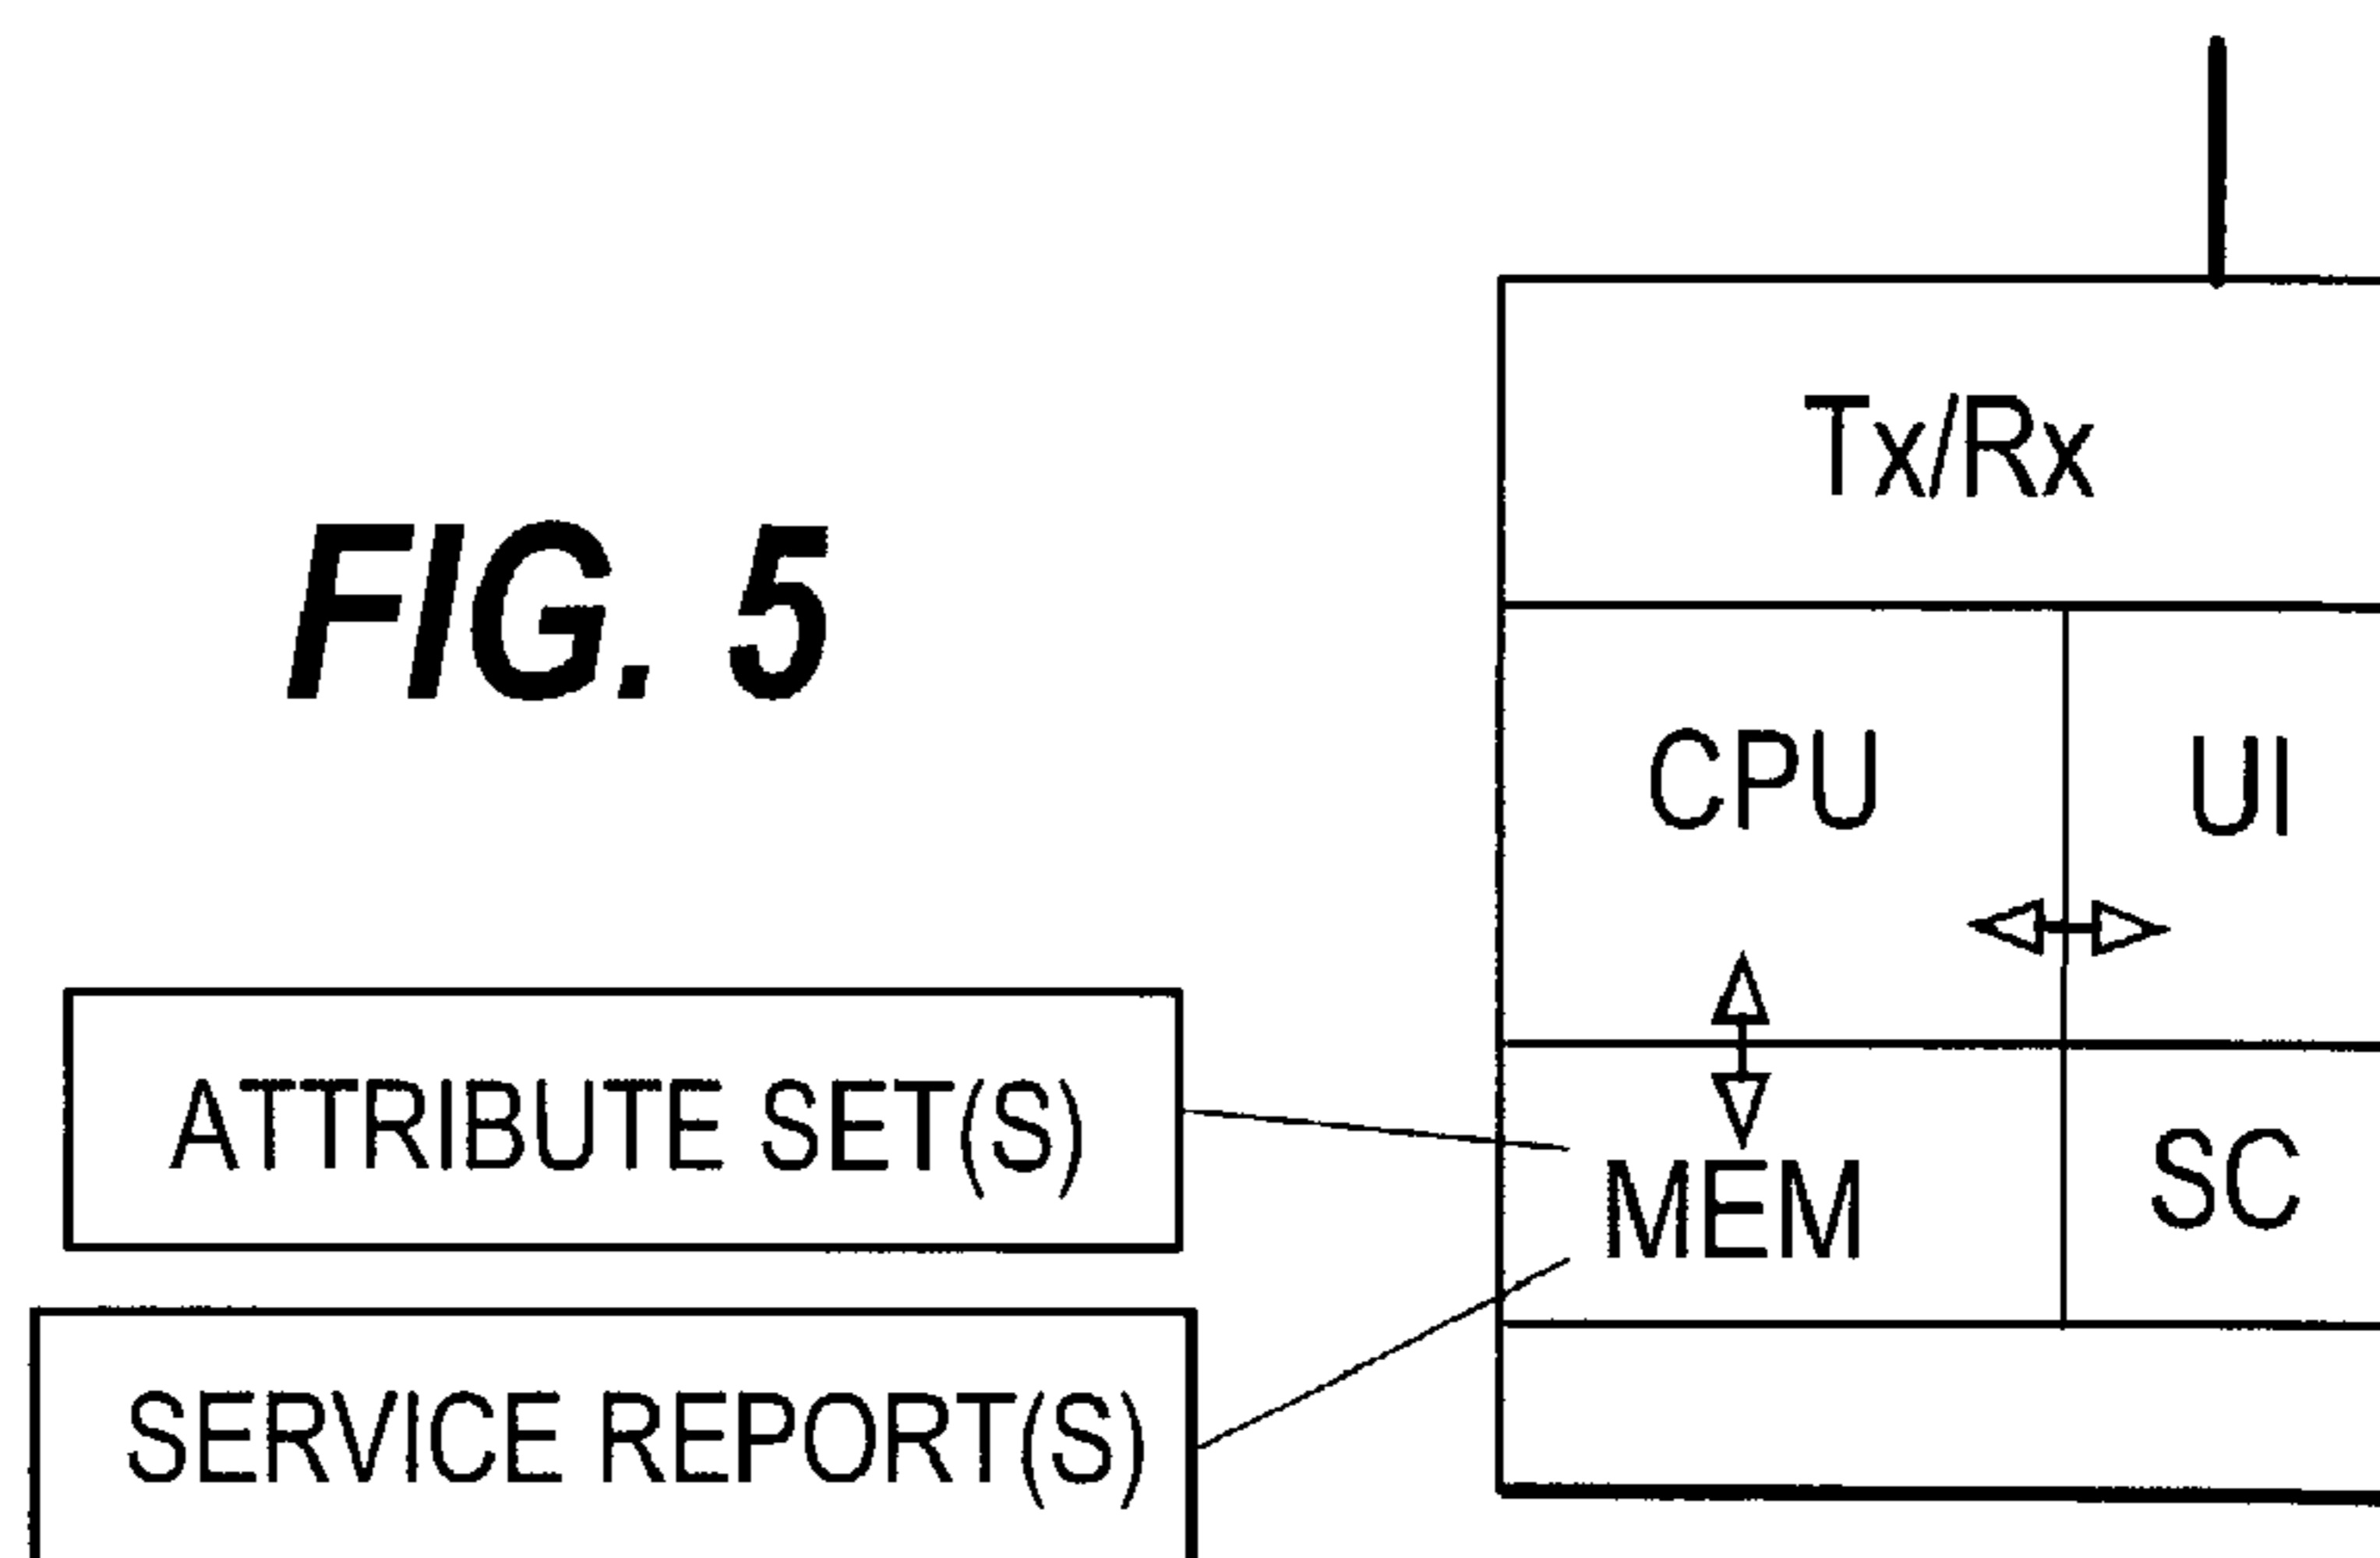 Tx/Rx
FIG. 5
CPU
UI
ATTRIBUTE SET(S)
MEM
SC
SERVICE REPORT(S)